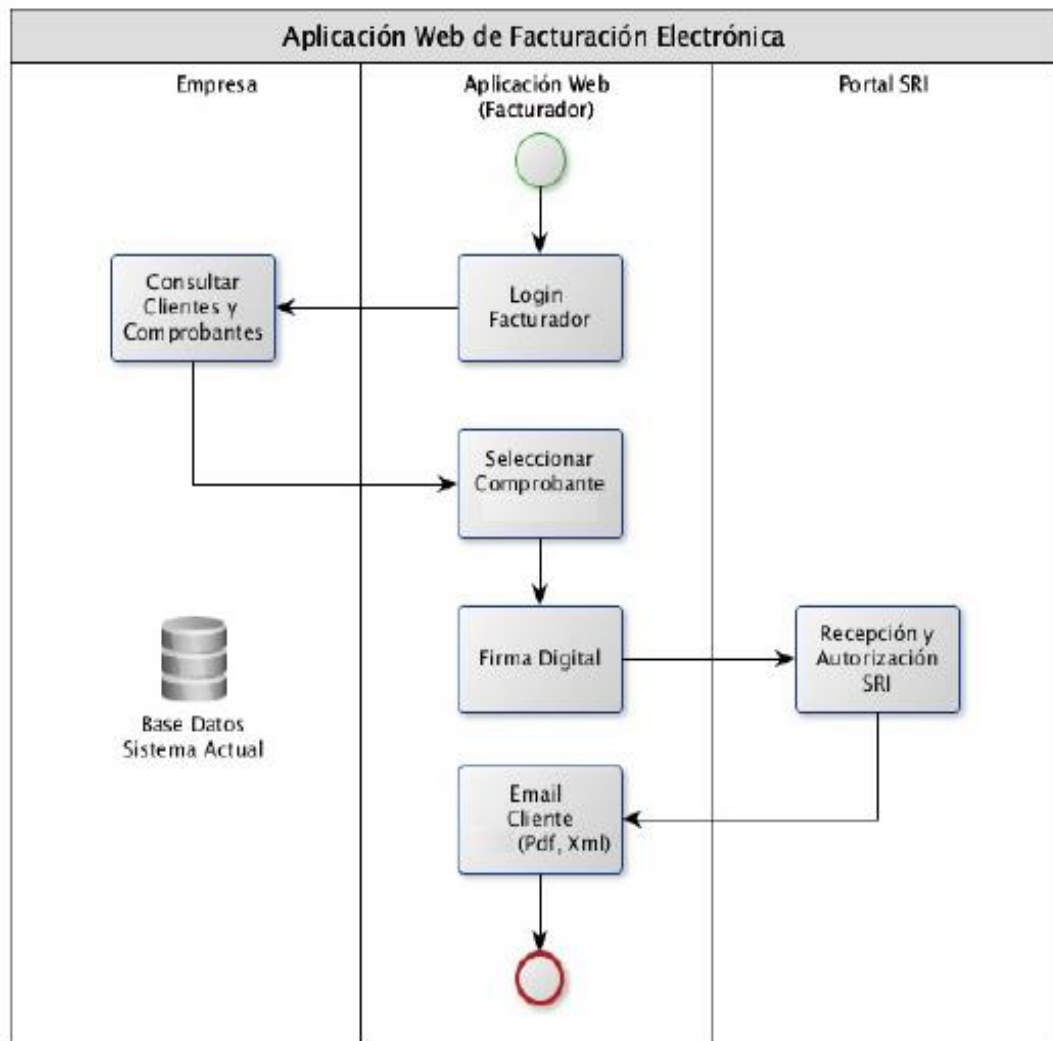 Aplicación Web de Facturación Electrónica
Empresa
Aplicación Web
(Facturador)
Portal SRI
Consultar
Clientes y
Comprobantes
Login
Facturador
Seleccionar
Comprobante
Firma Digital
Recepción y
Autorización
SRI
Base Datos
Sistema Actual
Email
Cliente
(Pdf, Xml)